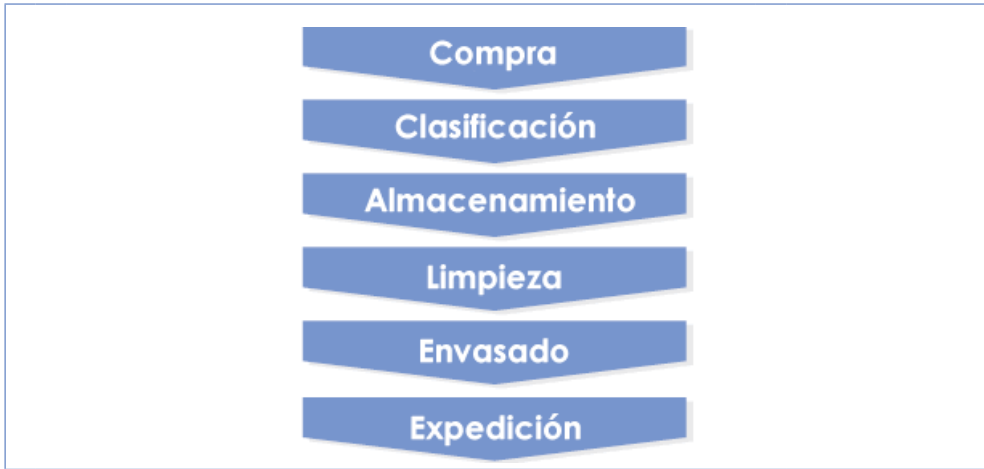 Compra
Clasificación
Almacenamiento
Limpieza
Envasado
Expedición